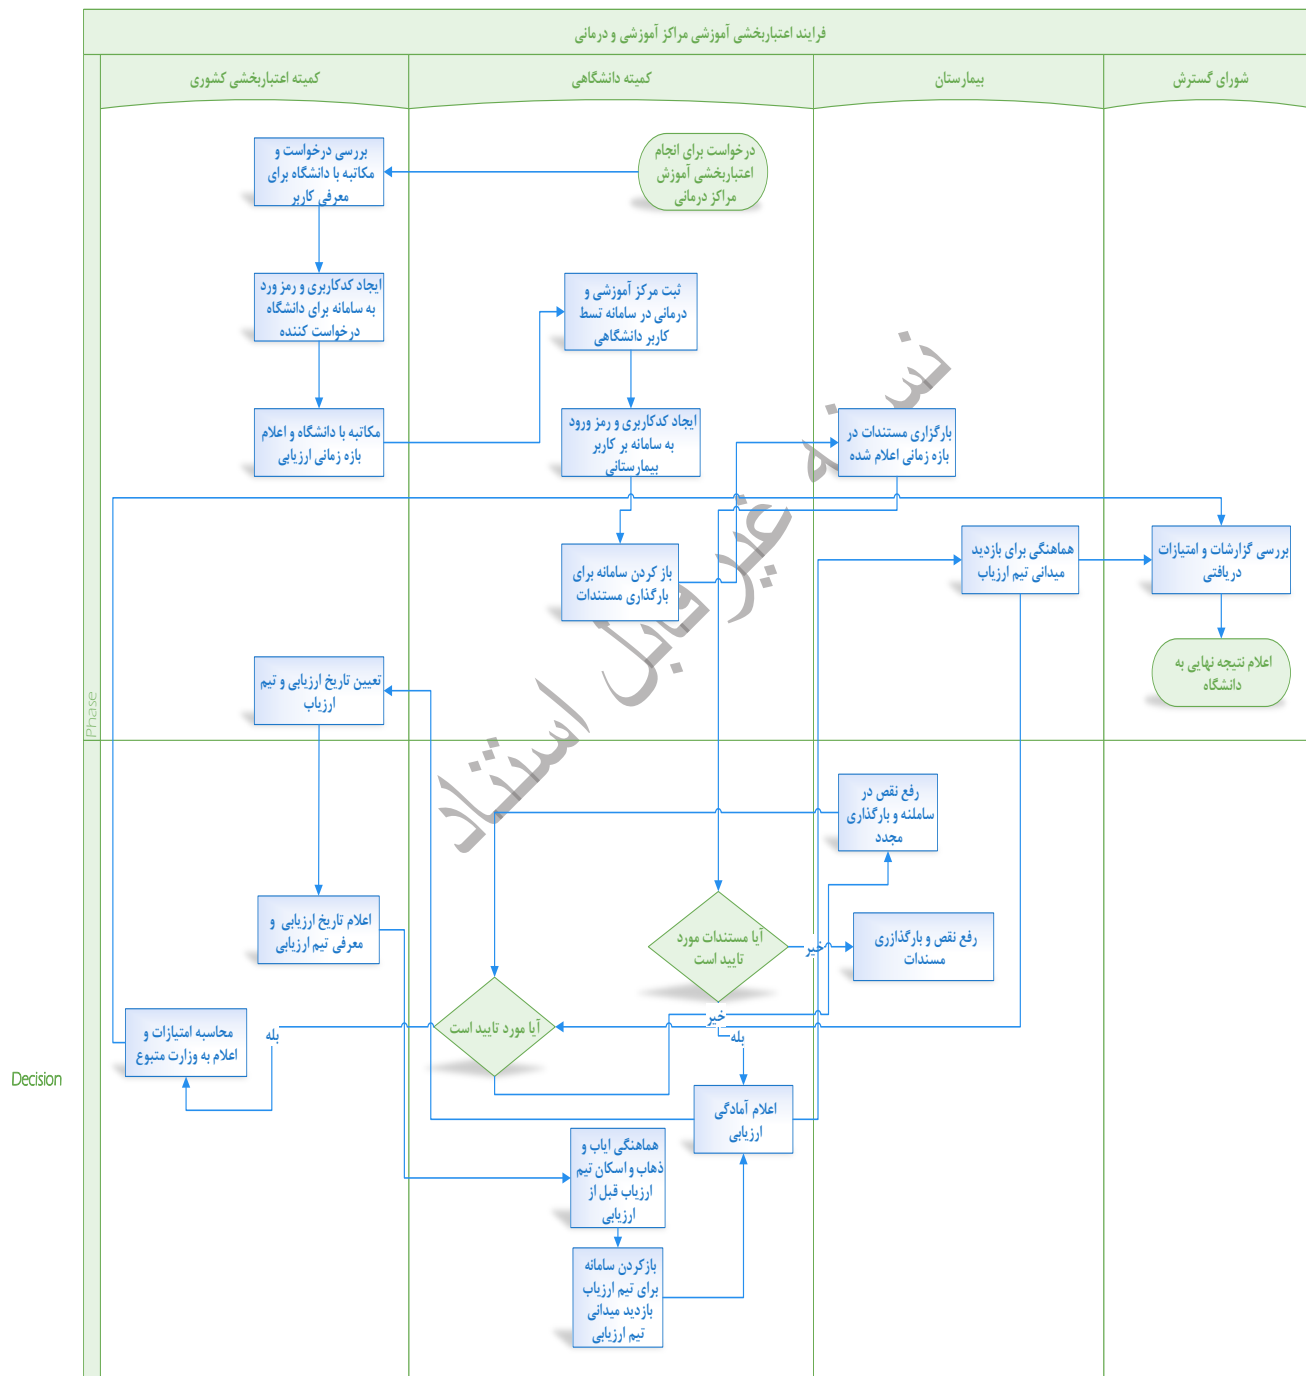 فرایند اعتباربخشی آموزشی مراکز آموزشی و درمانی
شورای گسترش
بیمارستان
کمیته دانشگاهی
کمیته اعتباربخشی کشوری
درخواست برای انجام
اعتباربخشی آموزش
مراکز درمانی
بررسی درخواست و
مکاتبه با دانشگاه برای
معرفی کاربر
ایجاد کدکاربری و رمز ورد
به سامانه برای دانشگاه
درخواست کننده
مکاتبه با دانشگاه و اعلام
بازه زمانی ارزیابی
ثبت مرکز آموزشی و
درمانی در سامانه تسط
کاربر دانشگاهی
ایجاد کدکاربری و رمز ورود
به سامانه بر کاربر
بیمارستانی
باز کردن سامانه برای
بارگذاری مستندات
بارگزاری مستندات در
بازه زمانی اعلام شده
هماهنگی برای بازدید
میدانی تیم ارزیاب
بررسی گزارشات و امتیازات
دریافتی
اعلام نتیجه نهایی به
دانشگاه
تعیین تاریخ ارزیابی و تیم
ارزیاب
Phase
رفع نقص در
ساملنه و بارگذاری
مجدد
اعلام تاریخ ارزیابی و
معرفی تیم ارزیابی
آیا مستندات مورد
تایید است
خیر
رفع نقص و بارگذازری
مسندات
آیا مورد تایید است
خیر
بله
بله
محاسبه امتیازات و
اعلام به وزارت متبوع
Decision
اعلام آمادگی
ارزیابی
هماهنگی ایاب و
ذهاب و اسکان تیم
ارزیاب قبل از
ارزیابی
بازکردن سامانه
برای تیم ارزیاب
بازدید میدانی
تیم ارزیابی
نسخه غیرقابل استناد